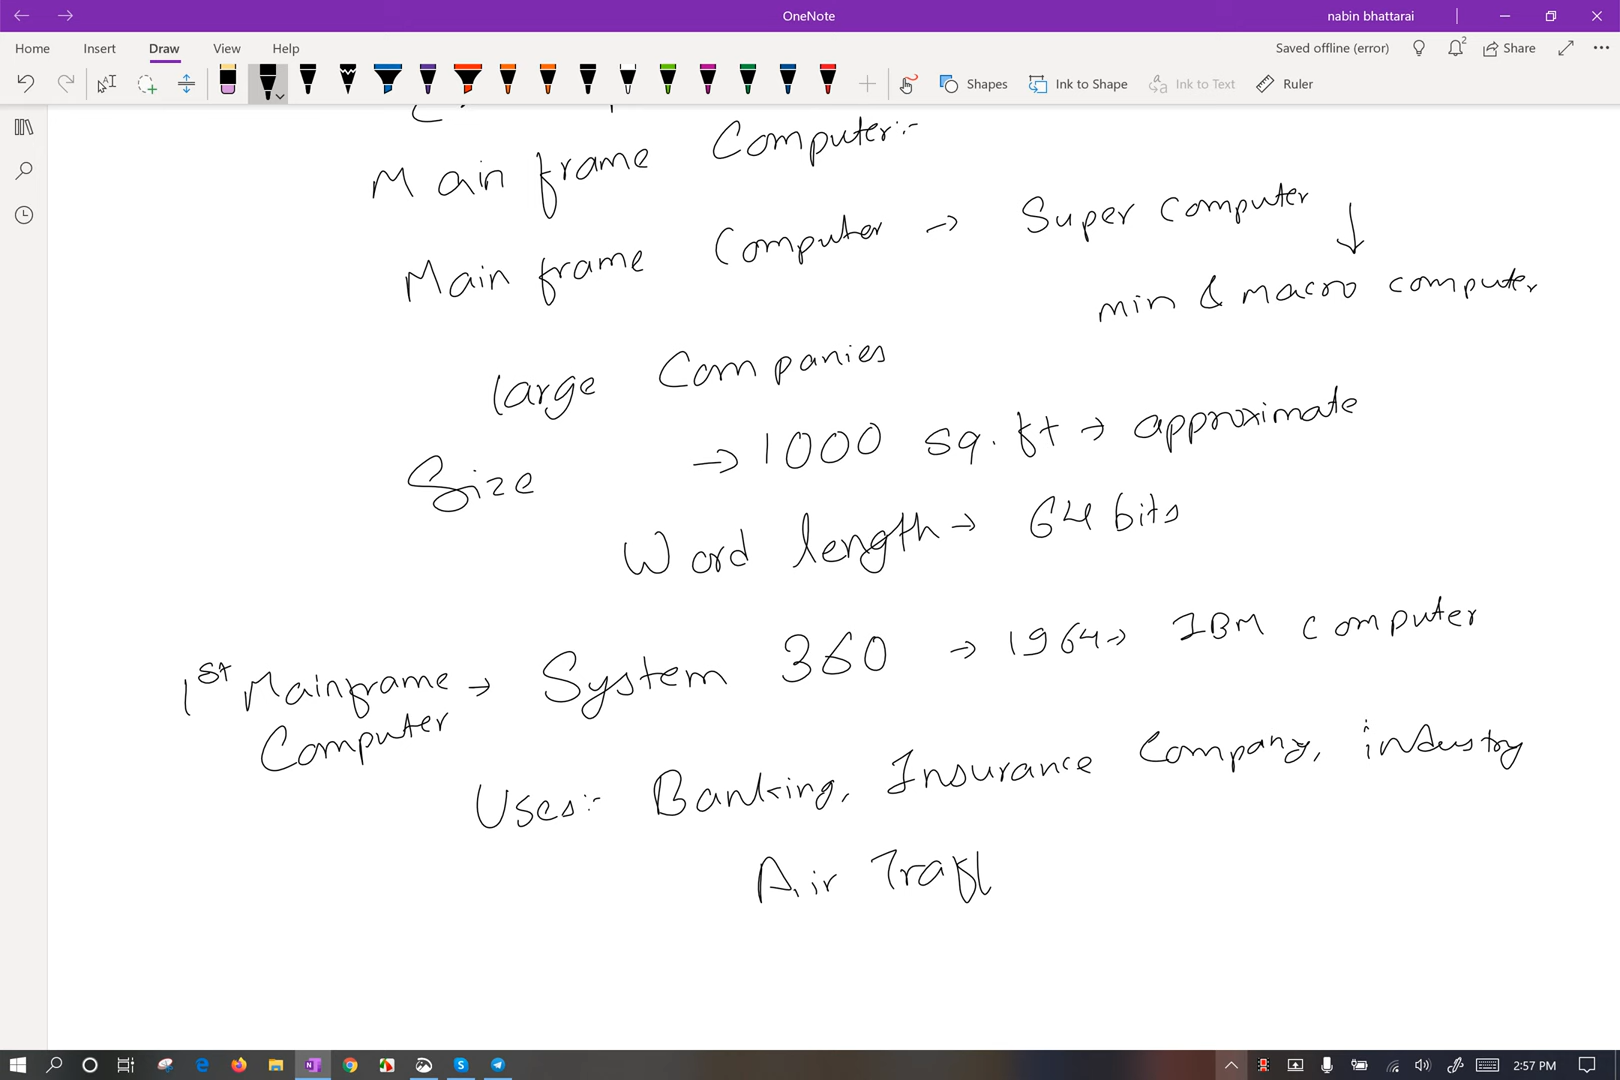 OneNote
nabin bhattarai
Home Insert Draw View Help
Saved offline (error) 2 Share
Shapes Ink to Shape Ink to Text Ruler
Main frame Computer:-
Main frame Computer → Super computer ↓
min & macro computer
large Companies
Size → 1000 sq.ft → approximate
Word length → 64 bits
1st Mainframe → System 360 → 1964 → IBM computer
Computer
Uses:- Banking, Insurance Company, industry
Air Traff
2:57 PM